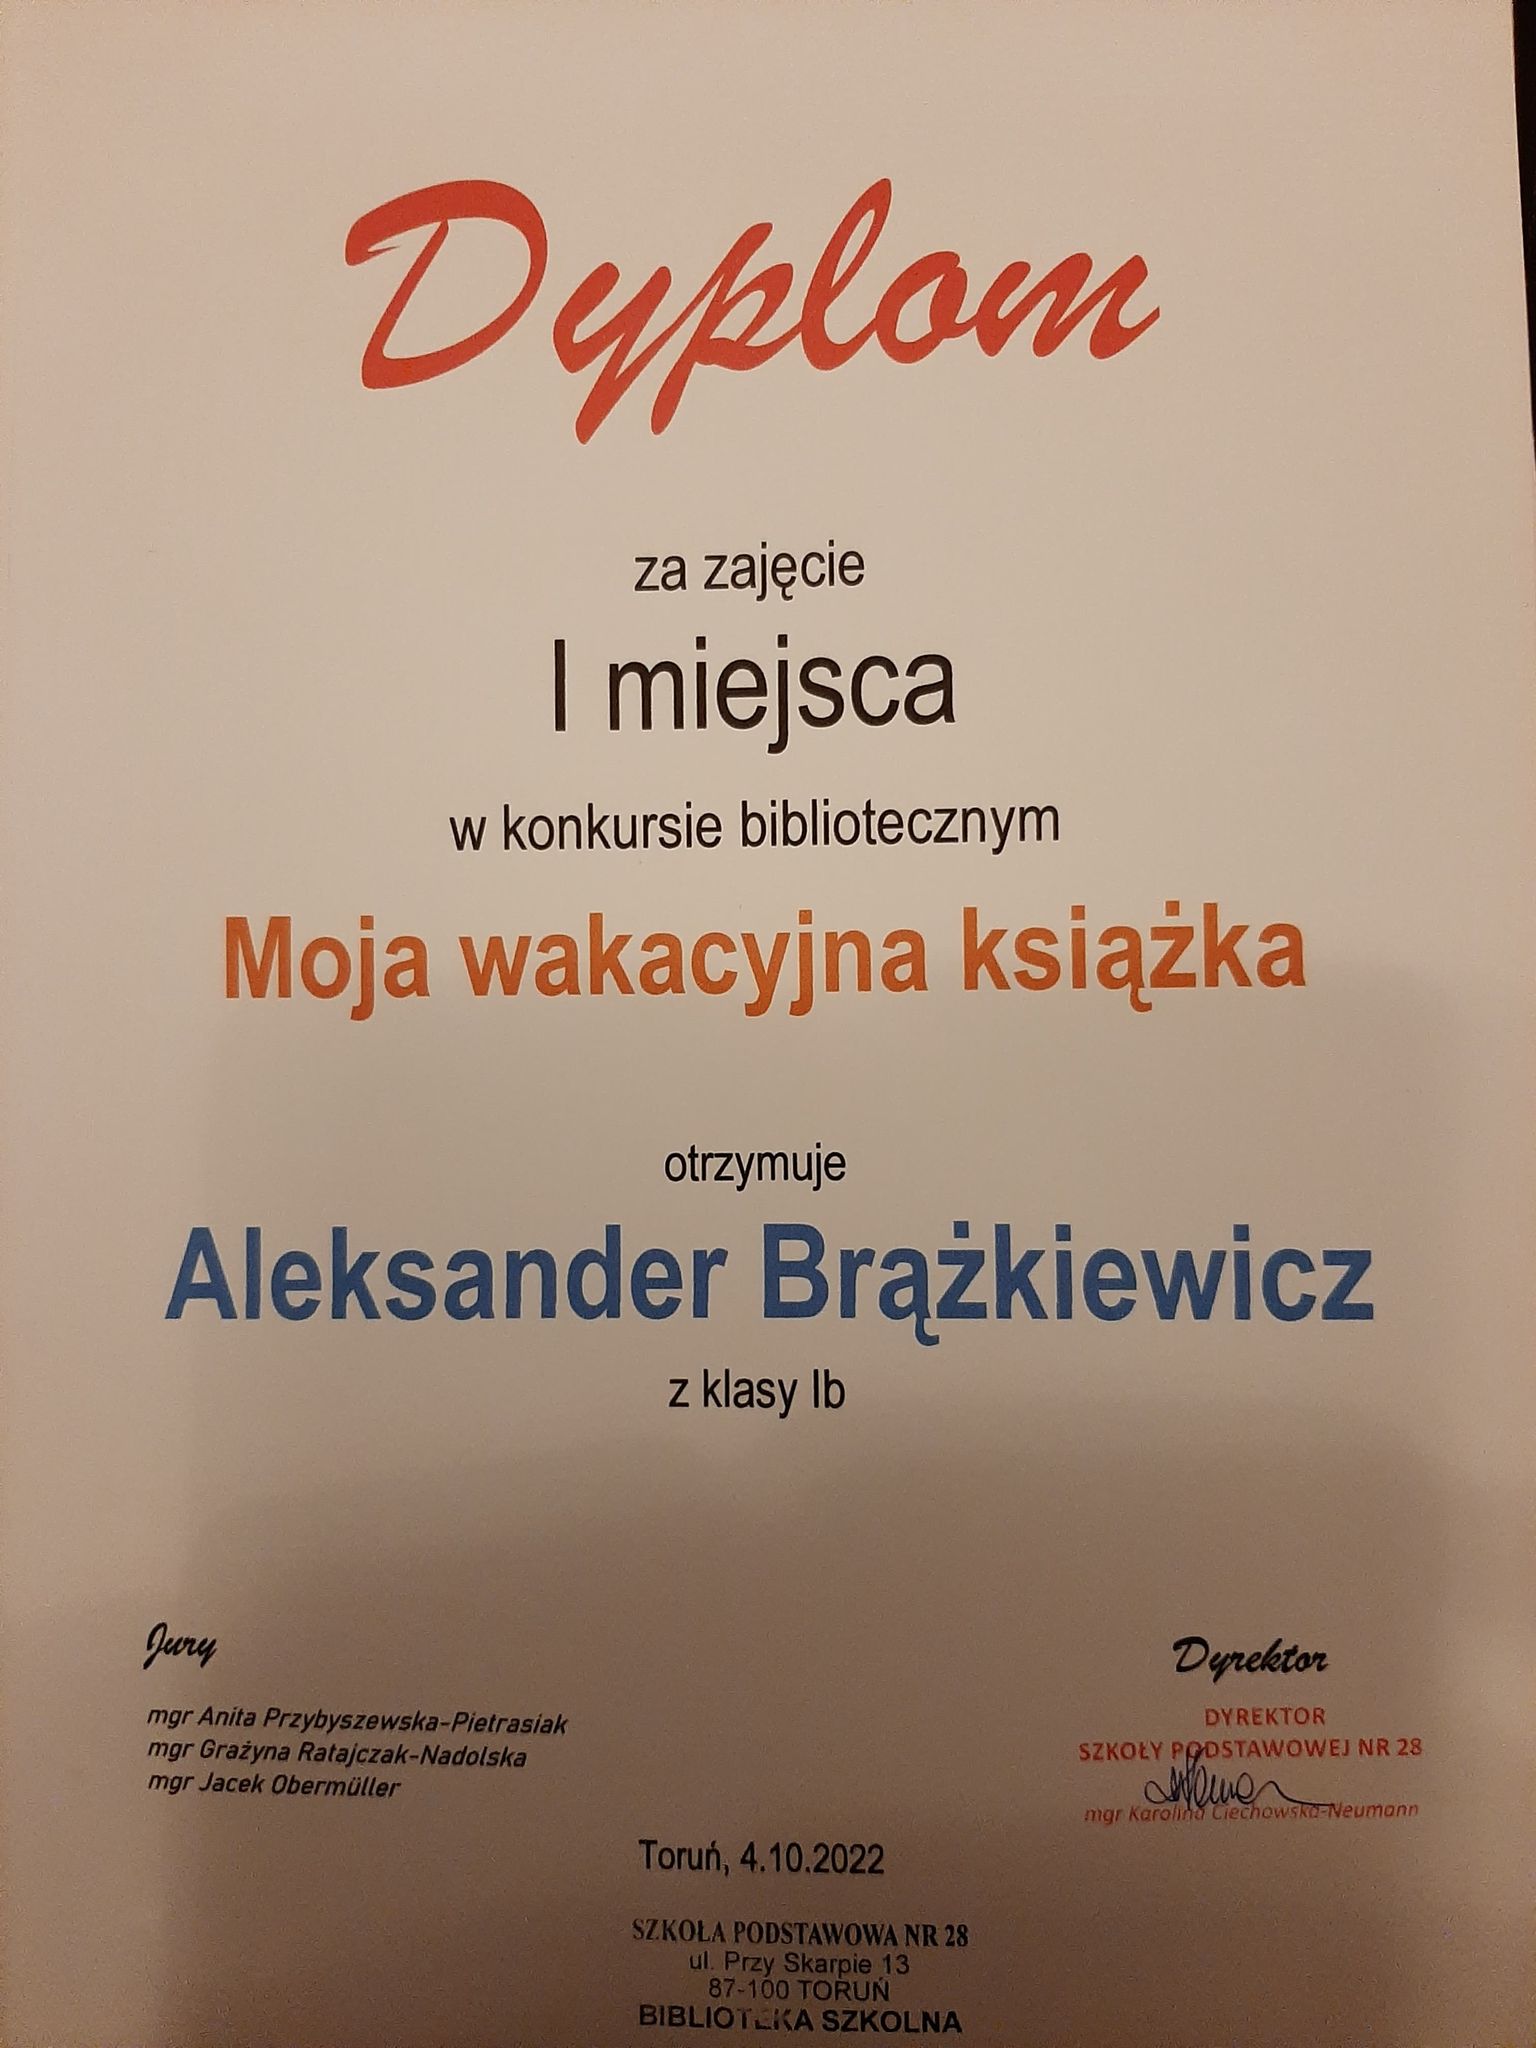 Dyplom
za zajęcie
I miejsca
w konkursie bibliotecznym
Moja wakacyjna książka
otrzymuje
Aleksander Brążkiewicz
z klasy Ib
Jury
mgr Anita Przybyszewska-Pietrasiak
mgr Grażyna Ratajczak-Nadolska
mgr Jacek Obermüller
Dyrektor
DYREKTOR
SZKOŁY PODSTAWOWEJ NR 28
mgr Karolina Ciechowska-Neumann
Toruń, 4.10.2022
SZKOŁA PODSTAWOWA NR 28
ul. Przy Skarpie 13
87-100 TORUŃ
BIBLIOTEKA SZKOLNA